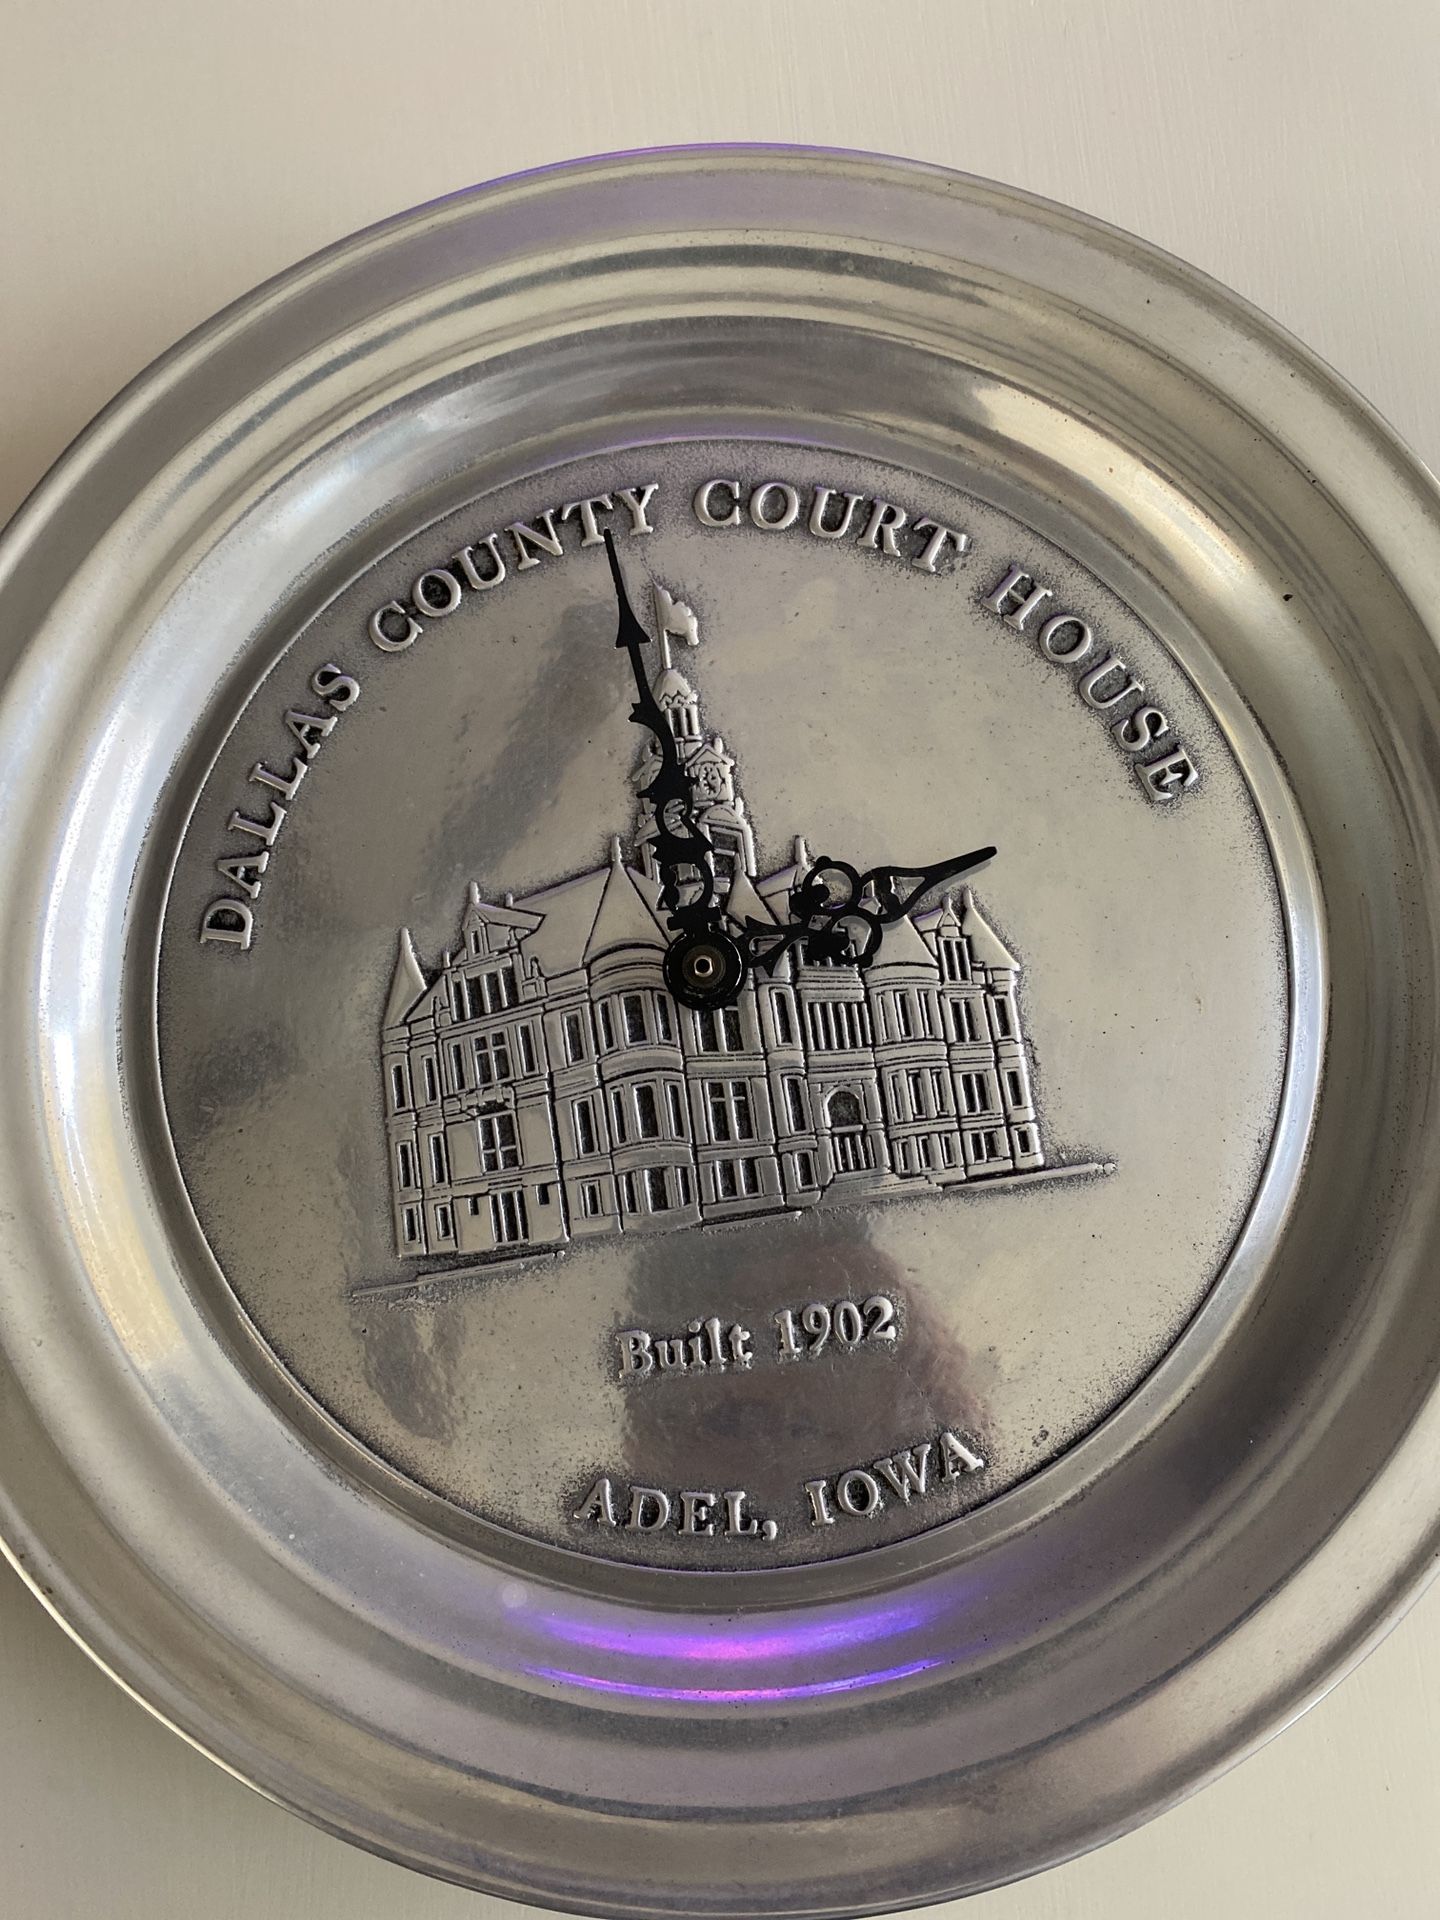 DALLAS COUNTY COURT HOUSE
Built 1902
ADEL, IOWA